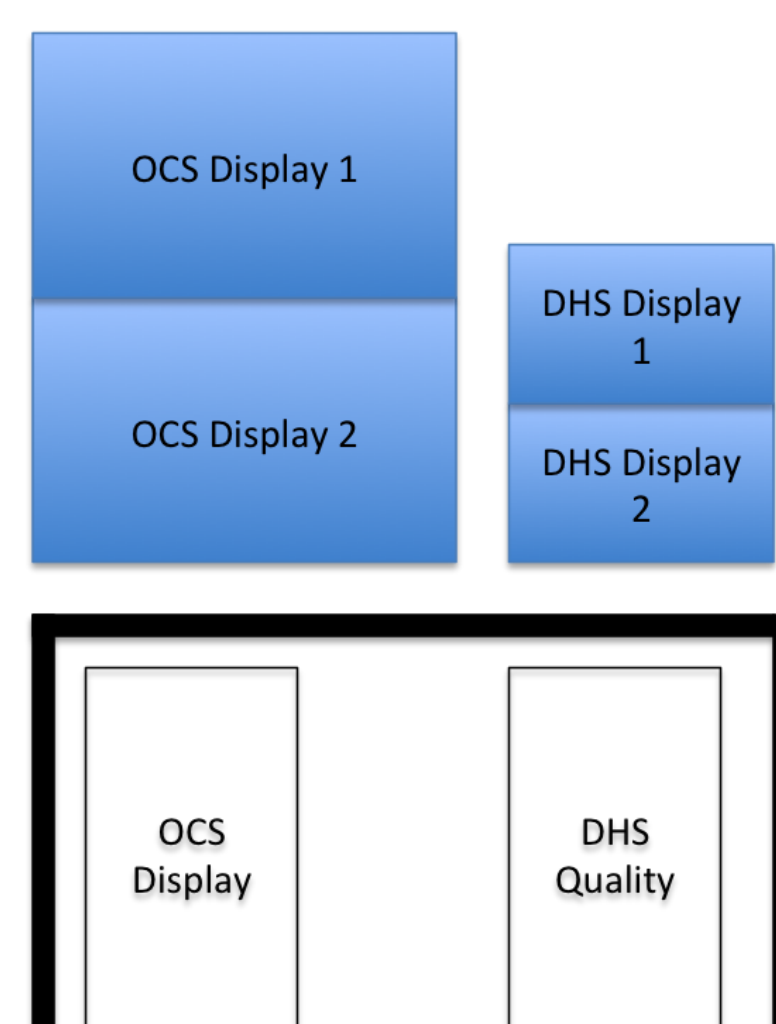 OCS Display 1
OCS Display 2
DHS Display
1
DHS Display
2
OCS
Display
DHS
Quality